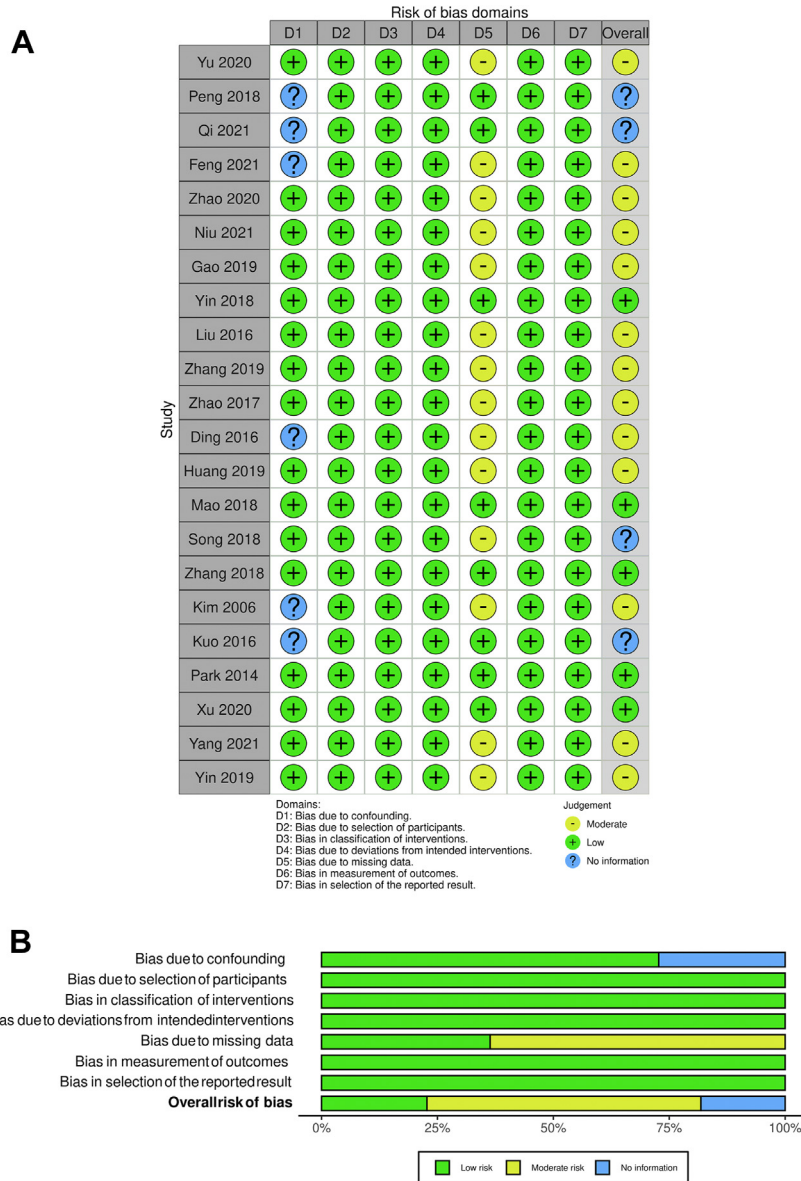 A
Risk of bias domains
D1 D2 D3 D4 D5 D6 D7 Overall
Study
Yu 2020 + + + + - + + -
Peng 2018 ? + + + + + + ?
Qi 2021 ? + + + + + + ?
Feng 2021 ? + + + - + + -
Zhao 2020 + + + + - + + -
Niu 2021 + + + + - + + -
Gao 2019 + + + + - + + -
Yin 2018 + + + + + + + +
Liu 2016 + + + + - + + -
Zhang 2019 + + + + - + + -
Zhao 2017 + + + + - + + -
Ding 2016 ? + + + - + + -
Huang 2019 + + + + - + + -
Mao 2018 + + + + + + + +
Song 2018 + + + + - + + ?
Zhang 2018 + + + + + + + +
Kim 2006 ? + + + - + + -
Kuo 2016 ? + + + + + + ?
Park 2014 + + + + + + + +
Xu 2020 + + + + + + + +
Yang 2021 + + + + - + + -
Yin 2019 + + + + - + + -
Domains:
D1: Bias due to confounding.
D2: Bias due to selection of participants.
D3: Bias in classification of interventions.
D4: Bias due to deviations from intended interventions.
D5: Bias due to missing data.
D6: Bias in measurement of outcomes.
D7: Bias in selection of the reported result.
Judgement
- Moderate
+ Low
? No information
B
Bias due to confounding
Bias due to selection of participants
Bias in classification of interventions
as due to deviations from intended interventions
Bias due to missing data
Bias in measurement of outcomes
Bias in selection of the reported result
Overall risk of bias
0% 25% 50% 75% 100%
Low risk Moderate risk No information